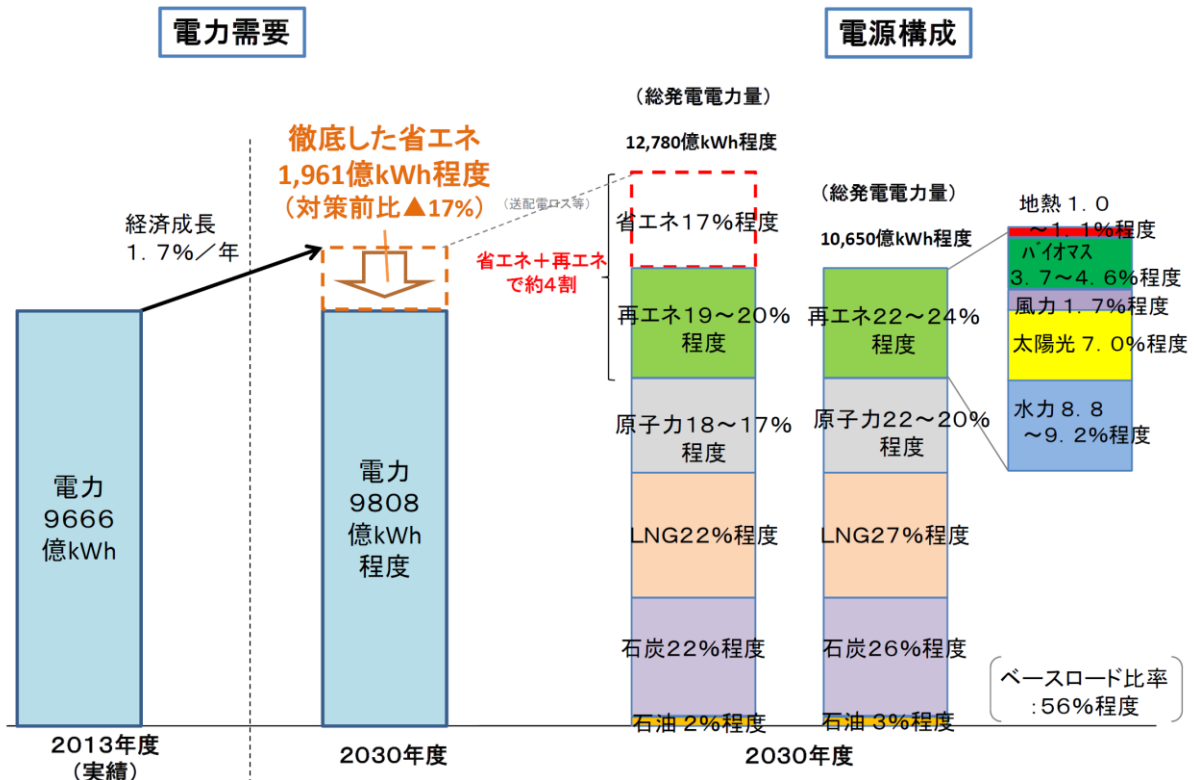 電力需要
電源構成
徹底した省エネ
1,961億kWh程度
(対策前比▲17%)
経済成長
1.7%/年
電力
9666
億kWh
電力
9808
億kWh
程度
(送配電ロス等)
(総発電電力量)
12,780億kWh程度
省エネ17%程度
省エネ+再エネ
で約4割
再エネ19~20%
程度
原子力18~17%
程度
LNG22%程度
石炭22%程度
石油 2%程度
(総発電電力量)
10,650億kWh程度
再エネ22~24%
程度
原子力22~20%
程度
LNG27%程度
石炭26%程度
石油 3%程度
地熱1.0
~1.1%程度
バイオマス
3.7~4.6%程度
風力1.7%程度
太陽光7.0%程度
水力8.8
~9.2%程度
ベースロード比率
:56%程度
2013年度
(実績)
2030年度
2030年度